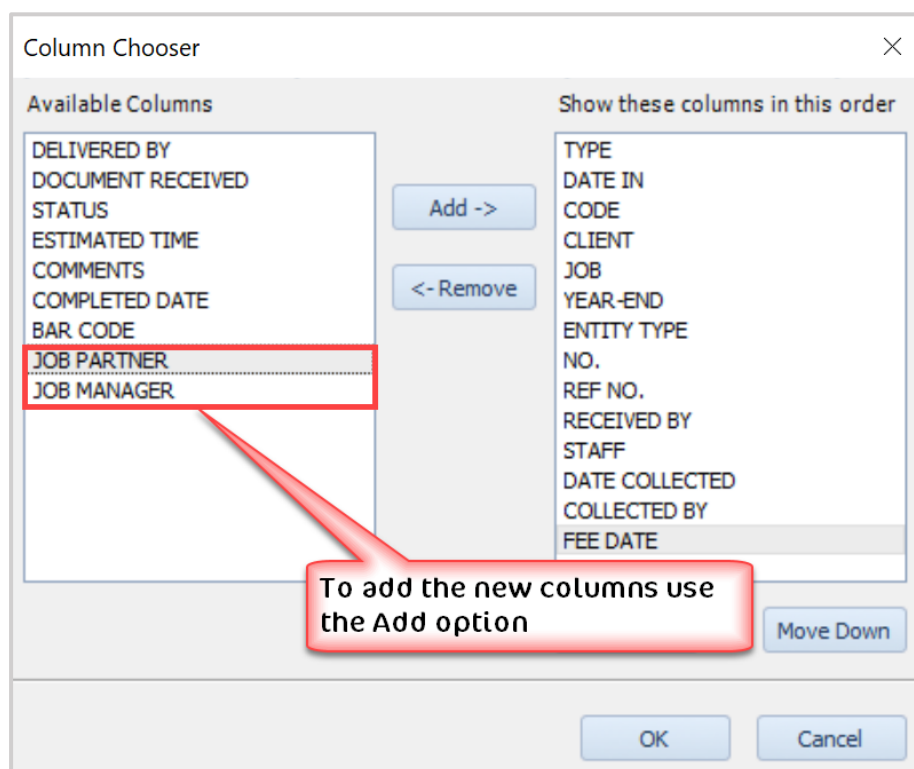 Column Chooser
Available Columns
DELIVERED BY
DOCUMENT RECEIVED
STATUS
ESTIMATED TIME
COMMENTS
COMPLETED DATE
BAR CODE
JOB PARTNER
JOB MANAGER
Add ->
<- Remove
Show these columns in this order
TYPE
DATE IN
CODE
CLIENT
JOB
YEAR-END
ENTITY TYPE
NO.
REF NO.
RECEIVED BY
STAFF
DATE COLLECTED
COLLECTED BY
FEE DATE
To add the new columns use
the Add option
Move Down
OK
Cancel